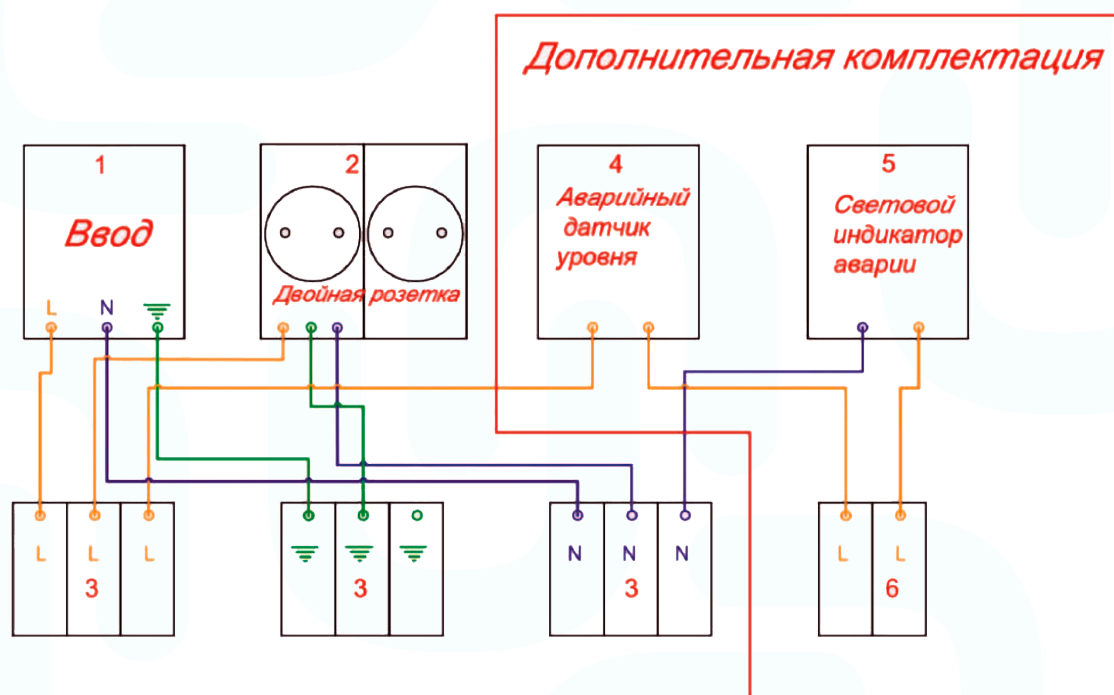 Дополнительная комплектация
1
Ввод
L N
2
Двойная розетка
4
Аварийный
датчик
уровня
5
Световой
индикатор
аварии
L L L
3
3
N N N
3
L L
6